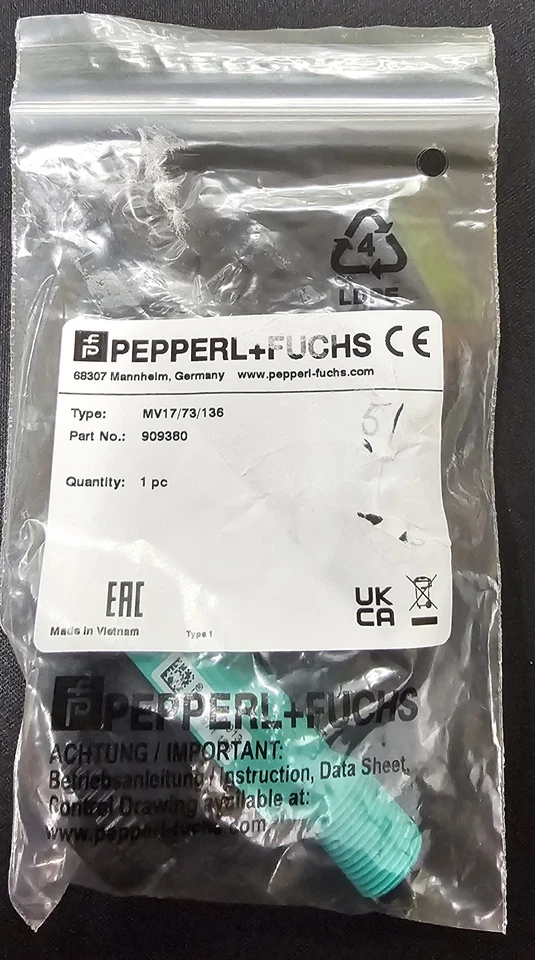 4
LDPE
PEPPERL+FUCHS CE
68307 Mannheim, Germany www.pepperl-fuchs.com
Type: MV17/73/136
Part No.: 909380
51
Quantity: 1 pc
EAC
UK
CA
Made in Vietnam Type 1
PEPPERL+FUCHS
ACHTUNG / IMPORTANT:
Betriebsanleitung / Instruction, Data Sheet,
Control Drawing available at:
www.pepperl-fuchs.com